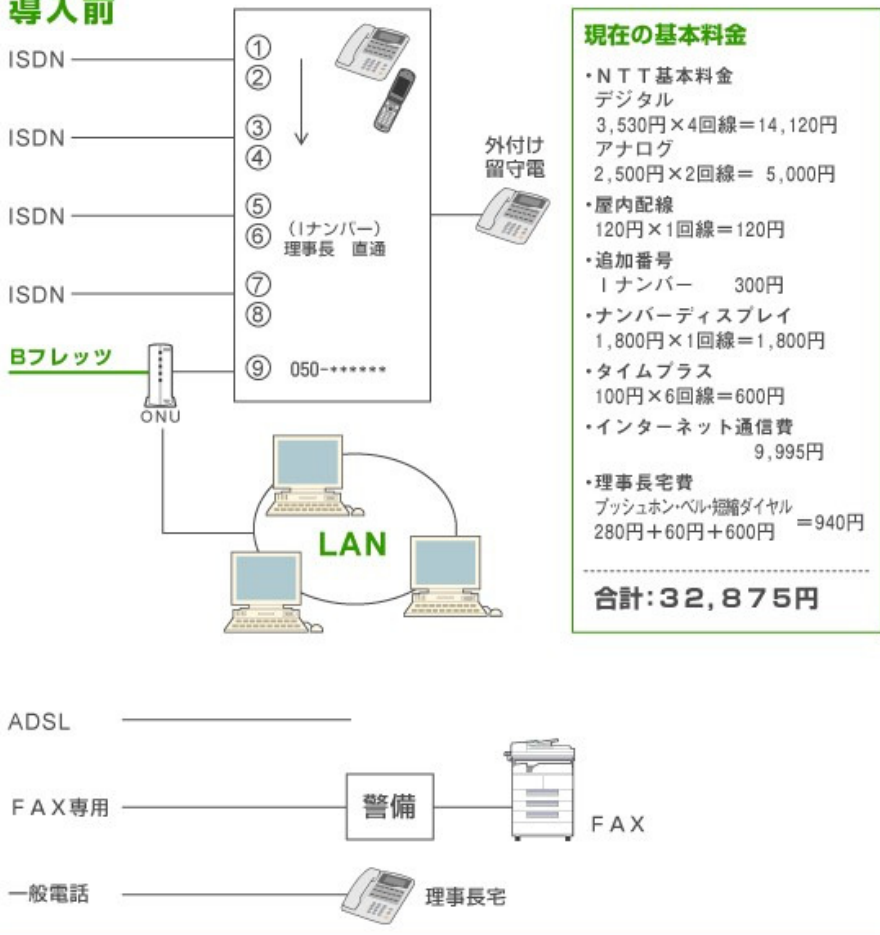 導入前
ISDN
①
②
ISDN
③
④
ISDN
⑤
⑥
(Iナンバー)
理事長 直通
ISDN
⑦
⑧
Bフレッツ
ONU
⑨ 050-******
外付け
留守電
LAN
現在の基本料金
・NTT基本料金
デジタル
3,530円×4回線=14,120円
アナログ
2,500円×2回線= 5,000円
・屋内配線
120円×1回線=120円
・追加番号
Iナンバー 300円
・ナンバーディスプレイ
1,800円×1回線=1,800円
・タイムプラス
100円×6回線=600円
・インターネット通信費
9,995円
・理事長宅費
プッシュホン・ベル・短縮ダイヤル
280円+60円+600円 =940円
合計:32,875円
ADSL
FAX専用
警備
FAX
一般電話
理事長宅